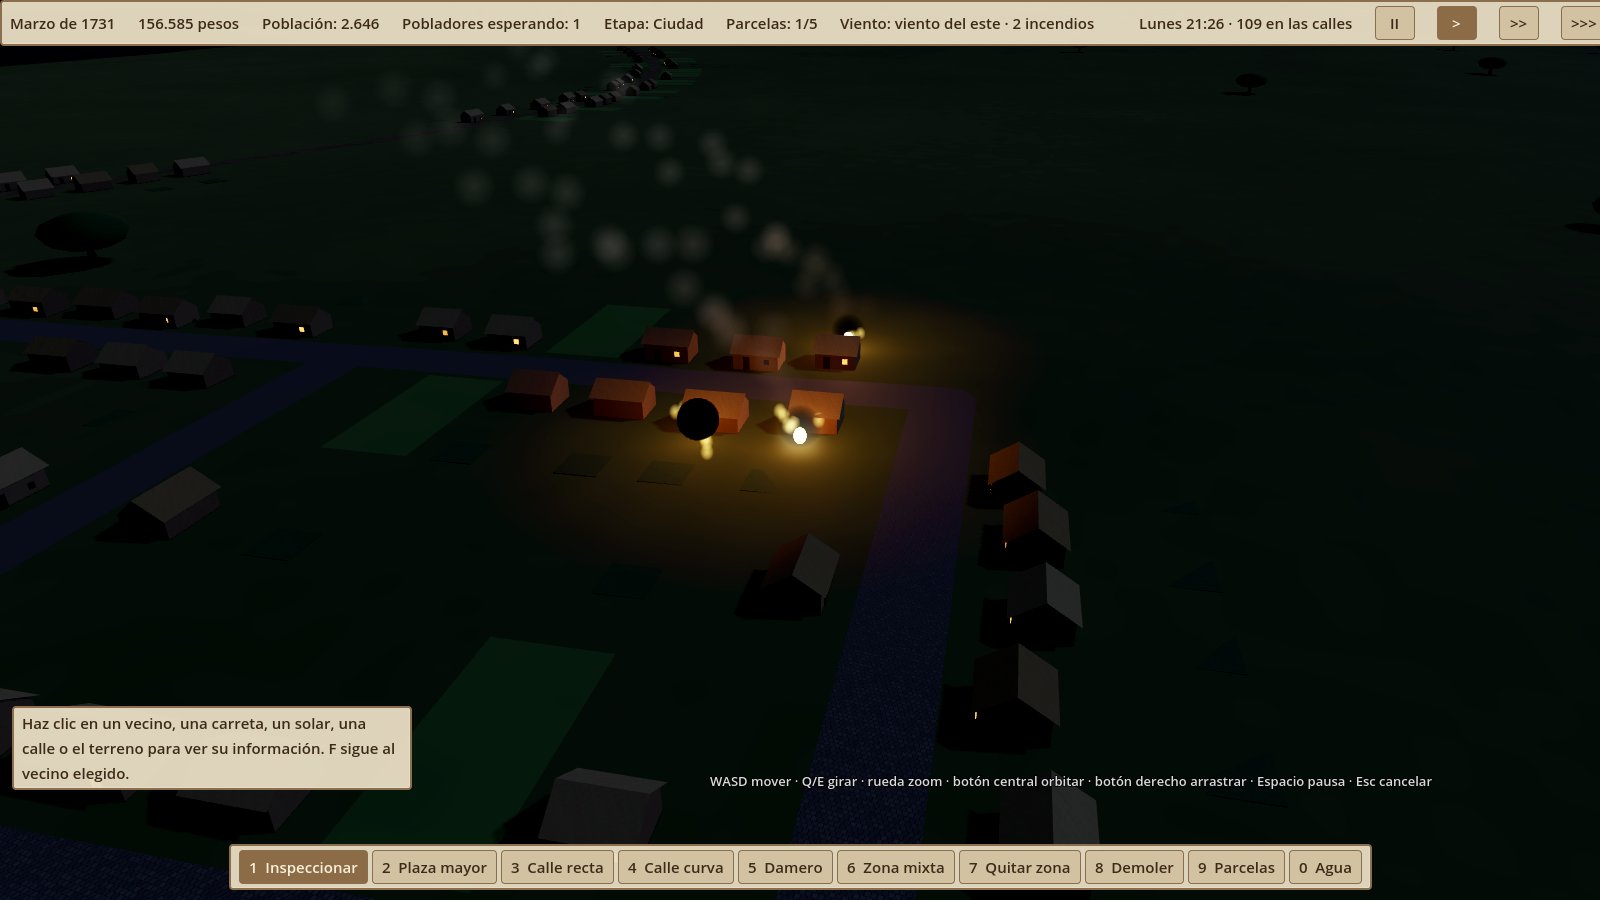 Marzo de 1731 156.585 pesos Población: 2.646 Pobladores esperando: 1 Etapa: Ciudad Parcelas: 1/5 Viento: viento del este · 2 incendios Lunes 21:26 · 109 en las calles II > >> >>>
Haz clic en un vecino, una carreta, un solar, una
calle o el terreno para ver su información. F sigue al
vecino elegido.
WASD mover · Q/E girar · rueda zoom · botón central orbitar · botón derecho arrastrar · Espacio pausa · Esc cancelar
1 Inspeccionar 2 Plaza mayor 3 Calle recta 4 Calle curva 5 Damero 6 Zona mixta 7 Quitar zona 8 Demoler 9 Parcelas 0 Agua